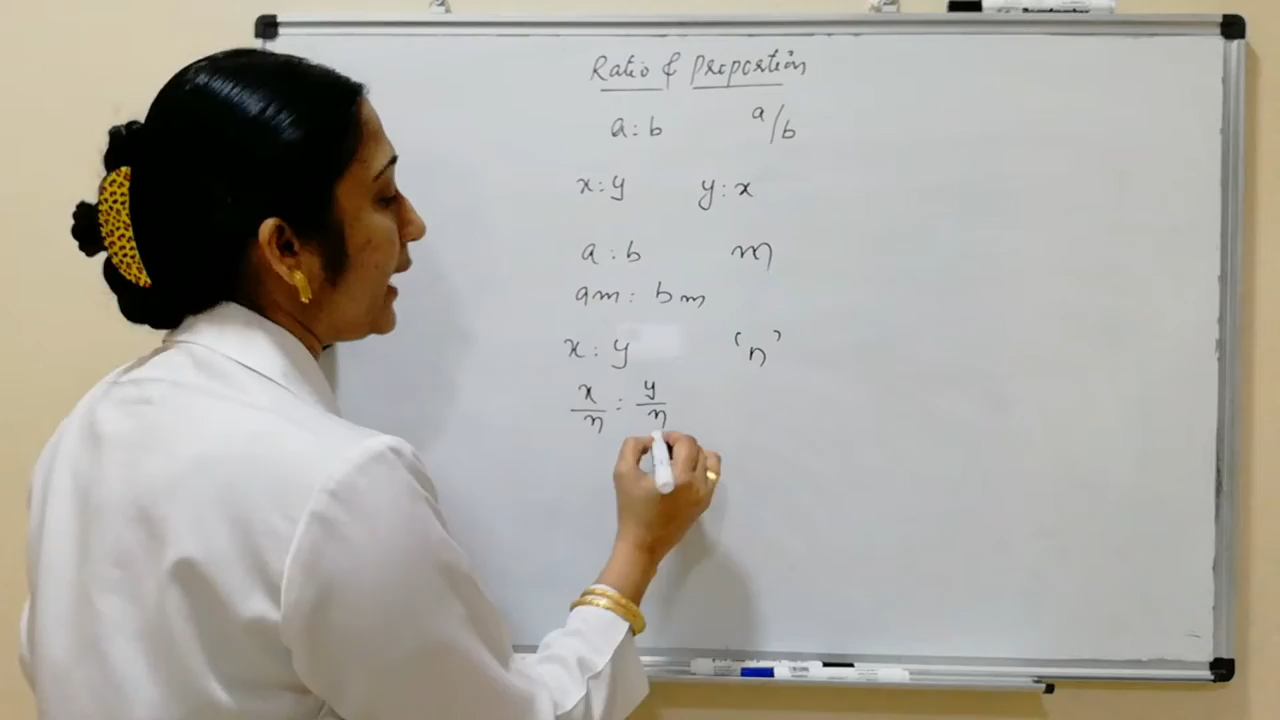 Ratio & Proportion
a : b a/b
x : y y : x
a : b m
am : bm
x : y 'n'
x/n : y/n